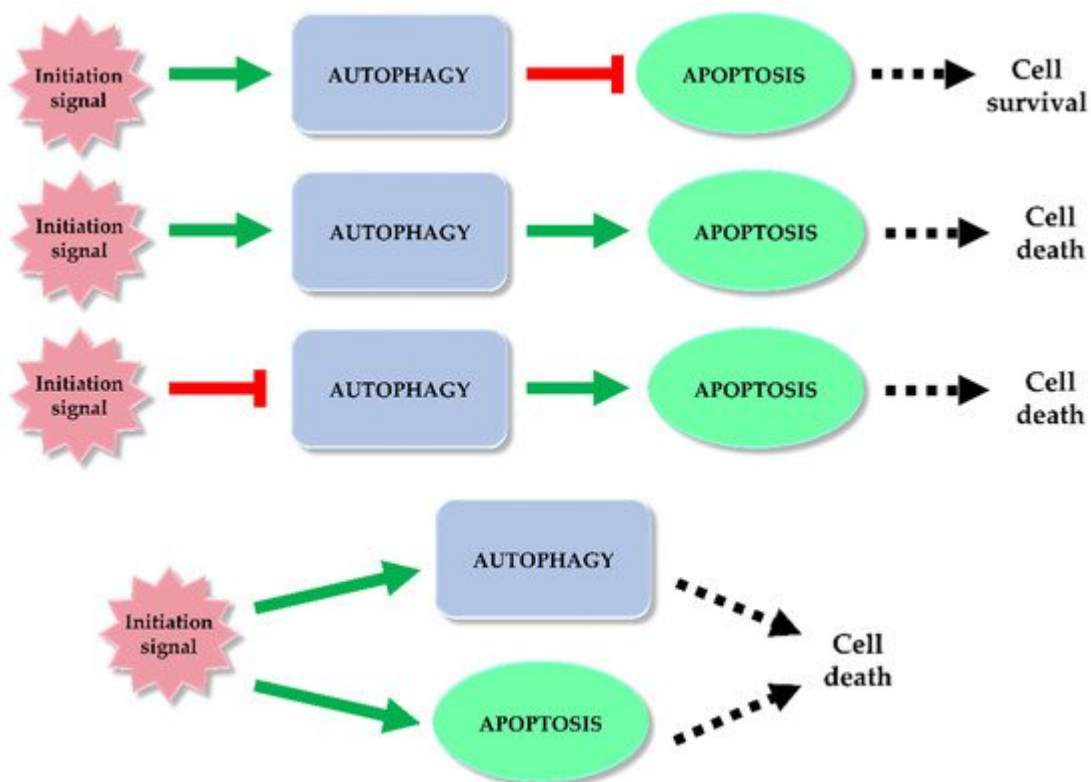 Initiation
signal
AUTOPHAGY
APOPTOSIS
Cell
survival
Initiation
signal
AUTOPHAGY
APOPTOSIS
Cell
death
Initiation
signal
AUTOPHAGY
APOPTOSIS
Cell
death
Initiation
signal
AUTOPHAGY
APOPTOSIS
Cell
death